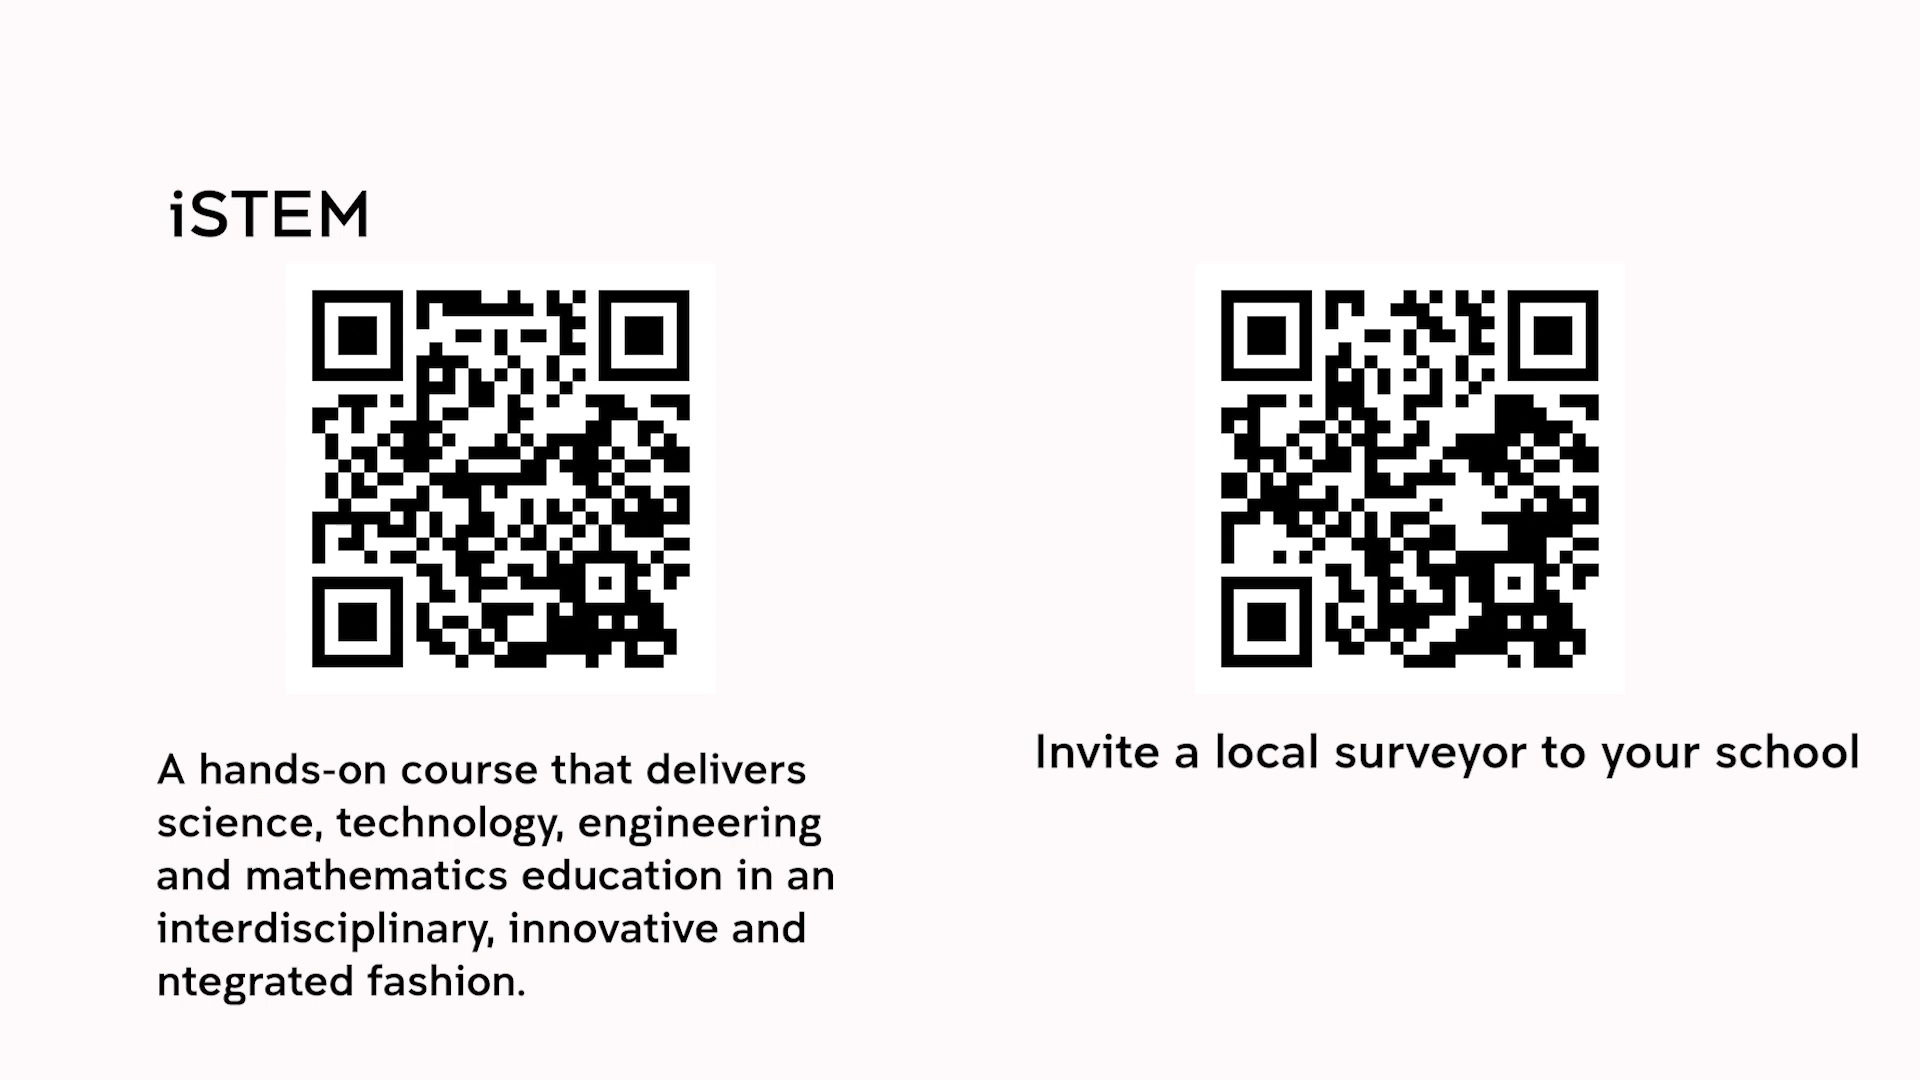 iSTEM
A hands-on course that delivers
science, technology, engineering
and mathematics education in an
interdisciplinary, innovative and
ntegrated fashion.
Invite a local surveyor to your school